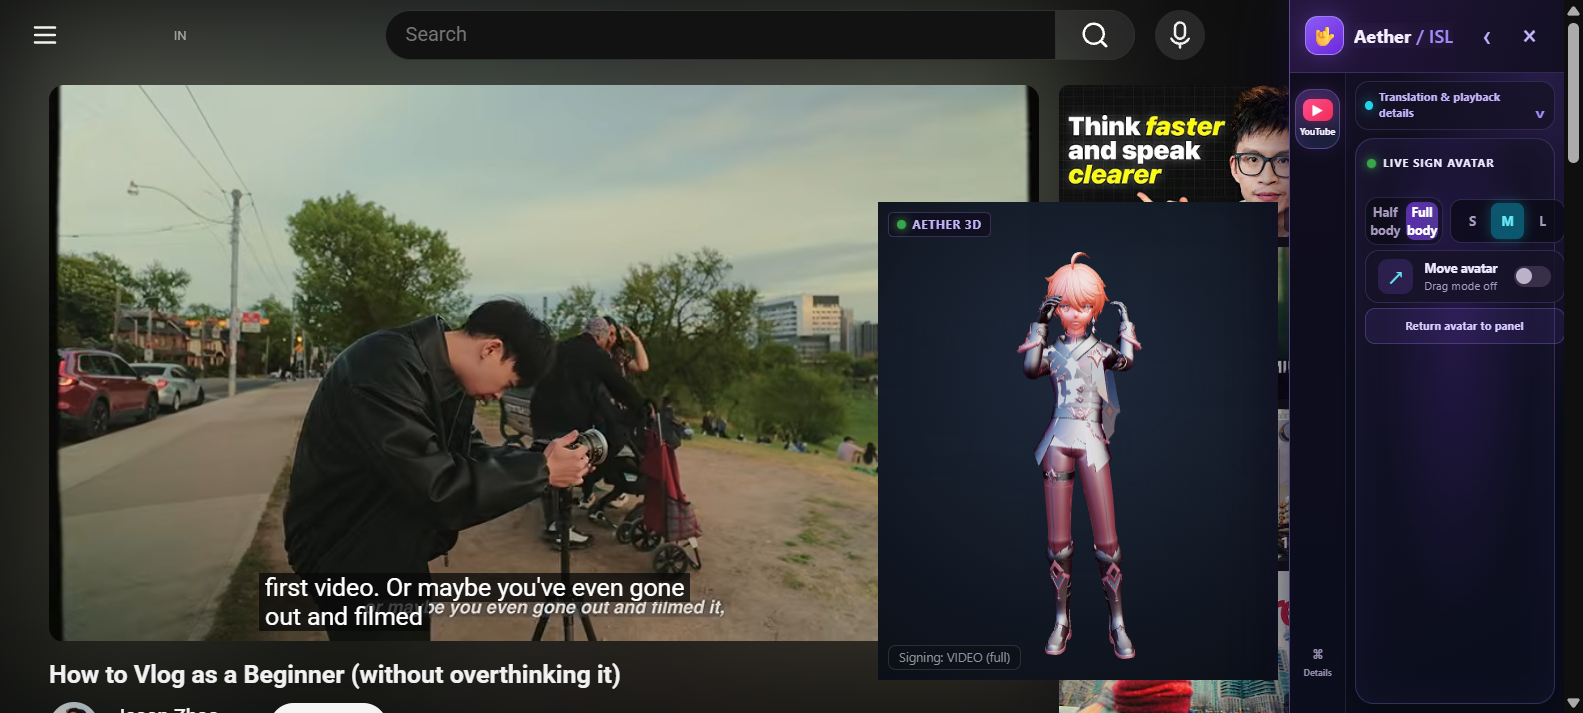 IN
Search
Aether / ISL
Think faster
and speak
clearer
first video. Or maybe you've even gone
out and filmed
maybe you even gone out and filmed it,
How to Vlog as a Beginner (without overthinking it)
AETHER 3D
Signing: VIDEO (full)
YouTube
Details
Translation & playback
details
LIVE SIGN AVATAR
Half
body
Full
body
S
M
L
Move avatar
Drag mode off
Return avatar to panel